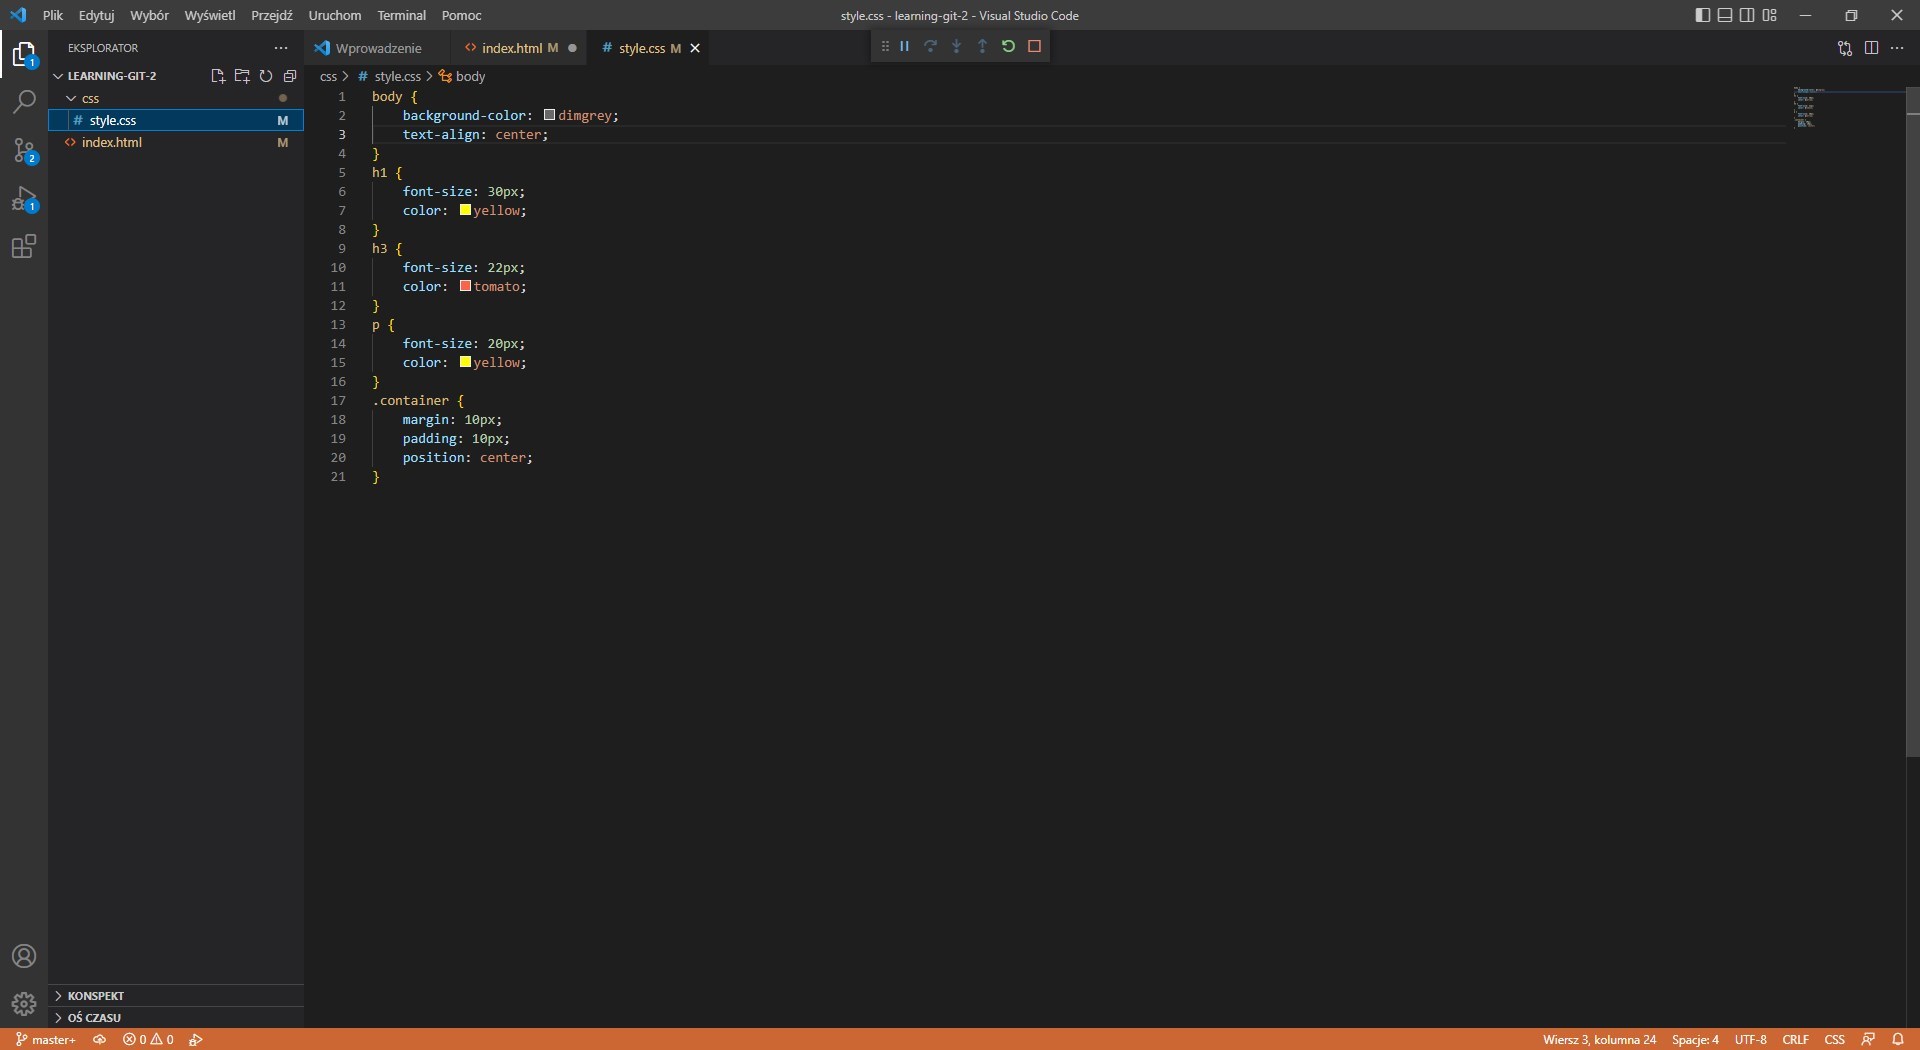 Plik Edytuj Wybór Wyświetl Przejdź Uruchom Terminal Pomoc
style.css - learning-git-2 - Visual Studio Code
EKSPLORATOR
LEARNING-GIT-2
css
# style.css M
index.html M
KONSPEKT
OŚ CZASU
1
2
1
Wprowadzenie
index.html M
# style.css M
css > # style.css > body
1 body {
2 background-color: dimgrey;
3 text-align: center;
4 }
5 h1 {
6 font-size: 30px;
7 color: yellow;
8 }
9 h3 {
10 font-size: 22px;
11 color: tomato;
12 }
13 p {
14 font-size: 20px;
15 color: yellow;
16 }
17 .container {
18 margin: 10px;
19 padding: 10px;
20 position: center;
21 }
master+ 0 0
Wiersz 3, kolumna 24 Spacje: 4 UTF-8 CRLF CSS